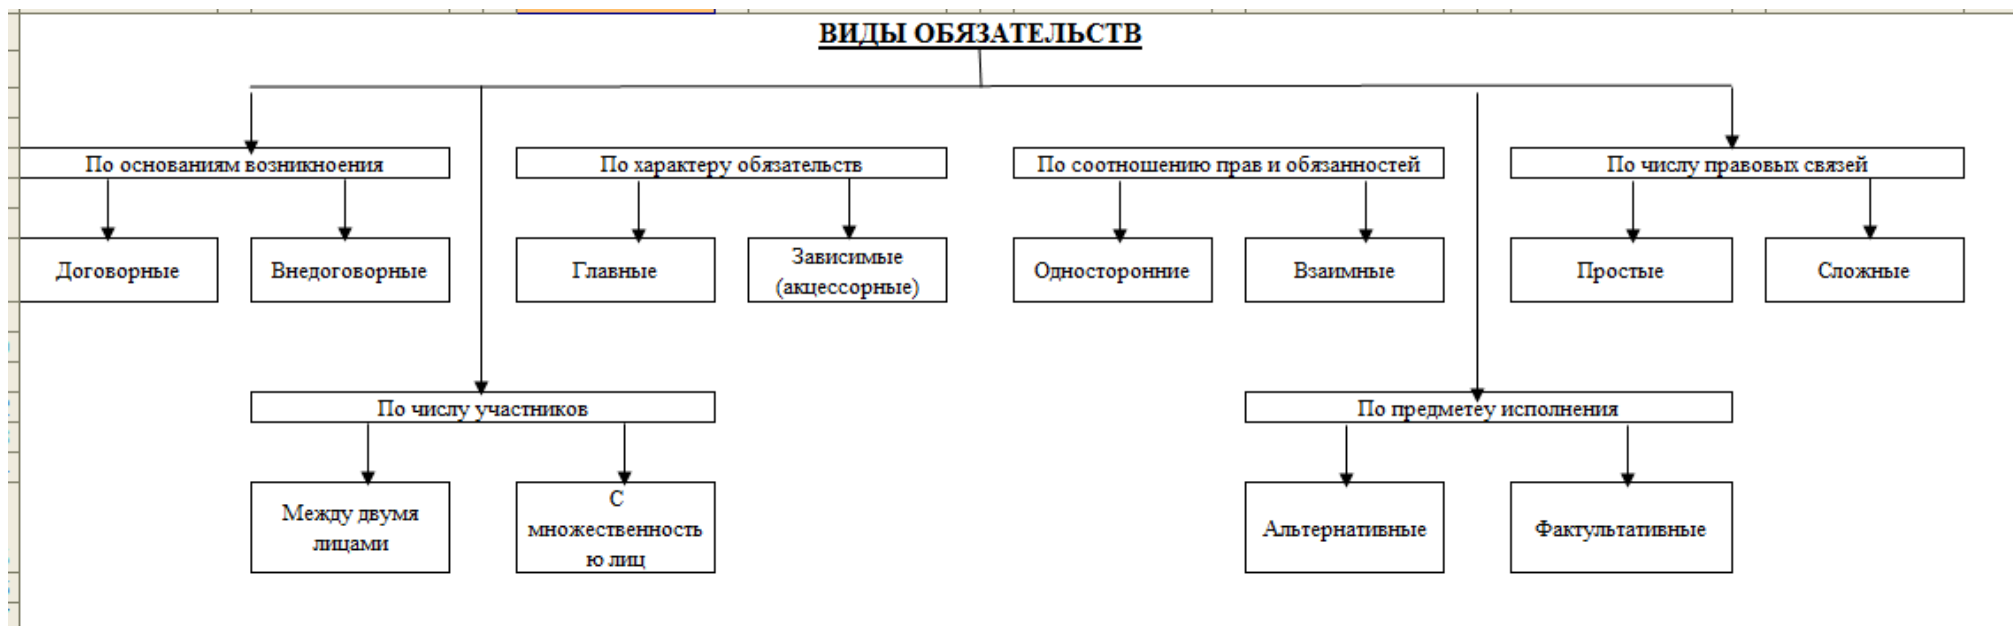 ВИДЫ ОБЯЗАТЕЛЬСТВ
По основаниям возникноения
По характеру обязательств
По соотношению прав и обязанностей
По числу правовых связей
Договорные
Внедоговорные
Главные
Зависимые
(акцессорные)
Односторонние
Взаимные
Простые
Сложные
По числу участников
По предметеу исполнения
Между двумя
лицами
С
множественность
ю лиц
Альтернативные
Фактультативные